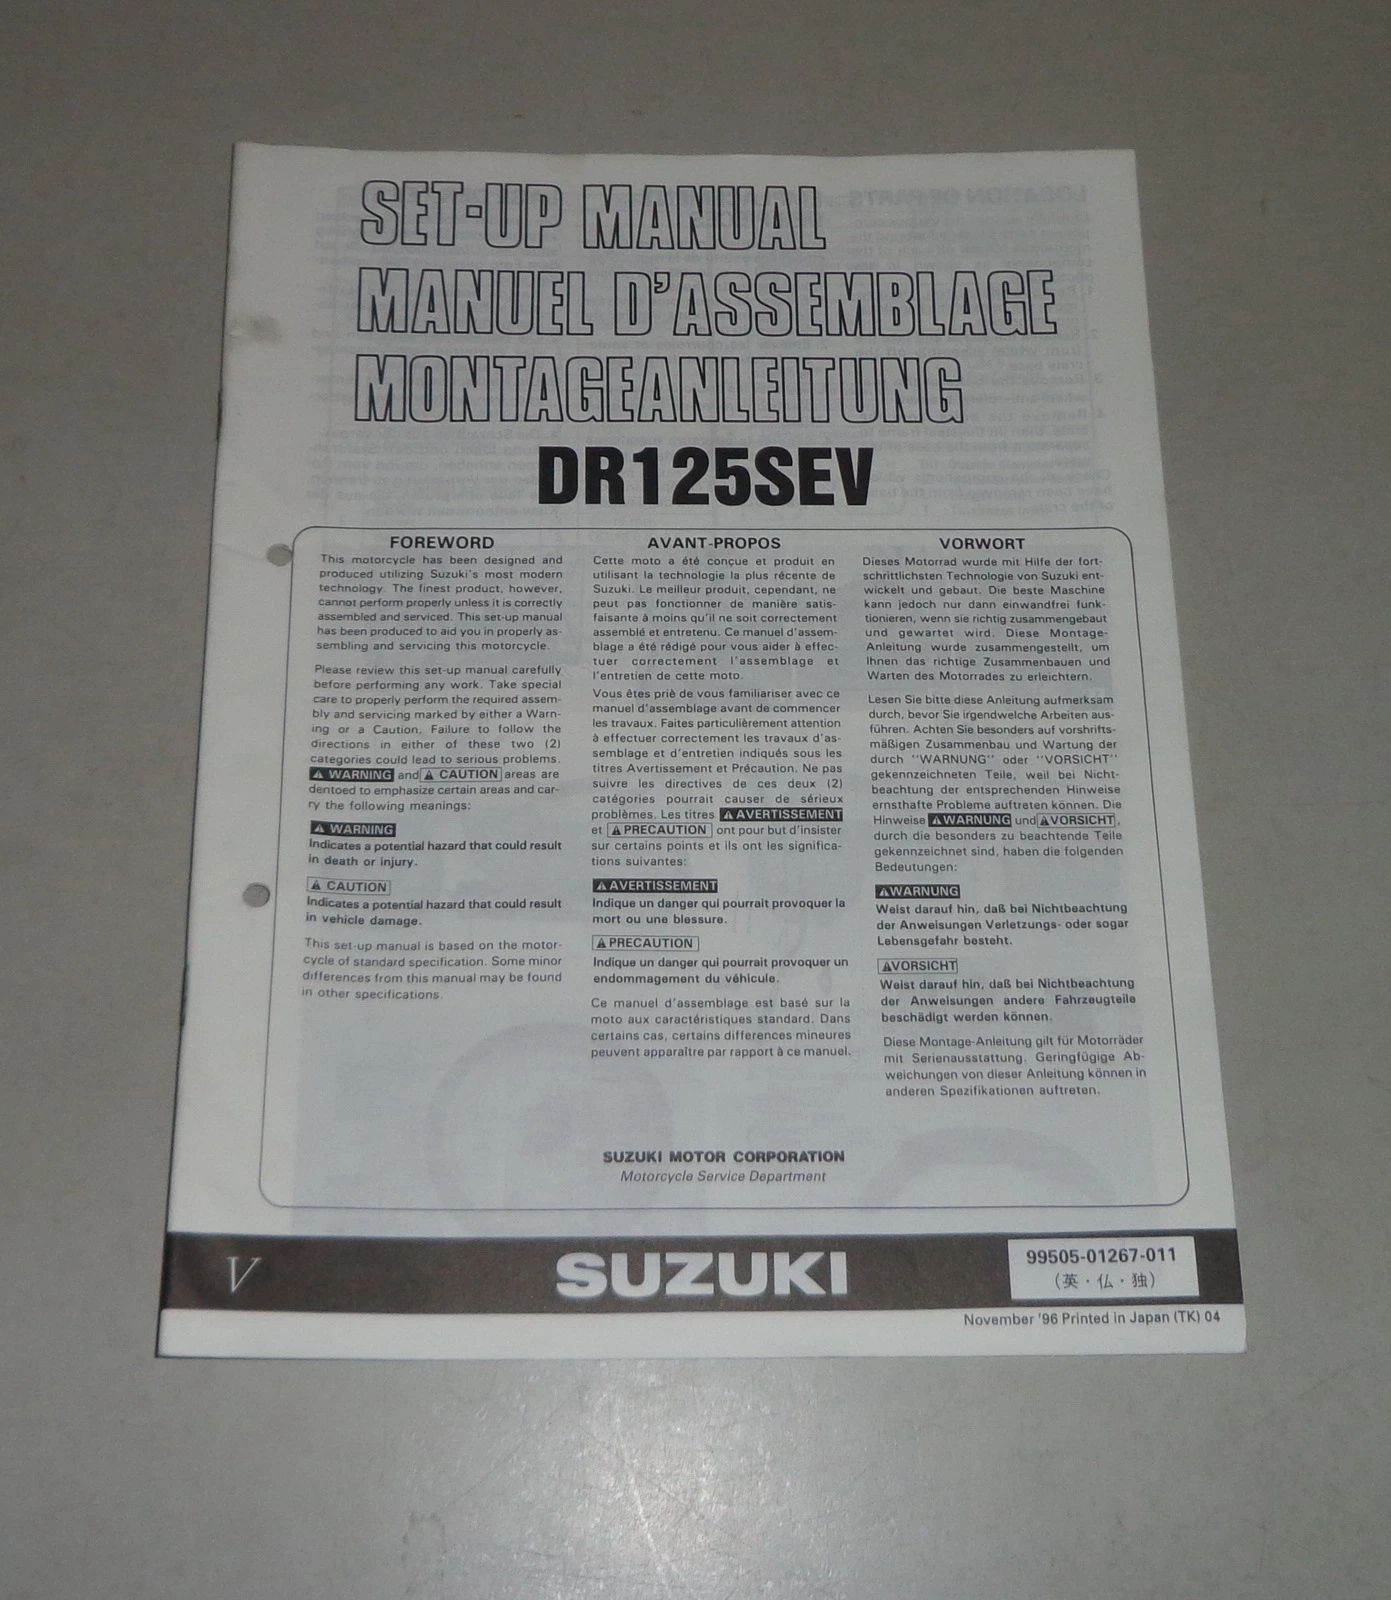 SET-UP MANUAL
MANUEL D'ASSEMBLAGE
MONTAGEANLEITUNG
DR125SEV
FOREWORD
This motorcycle has been designed and
produced utilizing Suzuki's most modern
technology. The finest product, however,
cannot perform properly unless it is correctly
assembled and serviced. This set-up manual
has been produced to aid you in properly as-
sembling and servicing this motorcycle.
Please review this set-up manual carefully
before performing any work. Take special
care to properly perform the required assem-
bly and servicing marked by either a Warn-
ing or a Caution. Failure to follow the
directions in either of these two (2)
categories could lead to serious problems.
⚠ WARNING and ⚠ CAUTION areas are
dentoed to emphasize certain areas and car-
ry the following meanings:
⚠ WARNING
Indicates a potential hazard that could result
in death or injury.
⚠ CAUTION
Indicates a potential hazard that could result
in vehicle damage.
This set-up manual is based on the motor-
cycle of standard specification. Some minor
differences from this manual may be found
in other specifications.
AVANT-PROPOS
Cette moto a été conçue et produit en
utilisant la technologie la plus récente de
Suzuki. Le meilleur produit, cependant, ne
peut pas fonctionner de manière satis-
faisante à moins qu'il ne soit correctement
assemblé et entretenu. Ce manuel d'assem-
blage a été rédigé pour vous aider à effec-
tuer correctement l'assemblage et
l'entretien de cette moto.
Vous êtes priè de vous familiariser avec ce
manuel d'assemblage avant de commencer
les travaux. Faites particulièrement attention
à effectuer correctement les travaux d'as-
semblage et d'entretien indiqués sous les
titres Avertissement et Précaution. Ne pas
suivre les directives de ces deux (2)
catégories pourrait causer de sérieux
problèmes. Les titres ⚠ AVERTISSEMENT
et ⚠ PRECAUTION ont pour but d'insister
sur certains points et ils ont les significa-
tions suivantes:
⚠ AVERTISSEMENT
Indique un danger qui pourrait provoquer la
mort ou une blessure.
⚠ PRECAUTION
Indique un danger qui pourrait provoquer un
endommagement du véhicule.
Ce manuel d'assemblage est basé sur la
moto aux caractéristiques standard. Dans
certains cas, certains differences mineures
peuvent apparaître par rapport à ce manuel.
VORWORT
Dieses Motorrad wurde mit Hilfe der fort-
schrittlichsten Technologie von Suzuki ent-
wickelt und gebaut. Die beste Maschine
kann jedoch nur dann einwandfrei funk-
tionieren, wenn sie richtig zusammengebaut
und gewartet wird. Diese Montage-
Anleitung wurde zusammengestellt, um
Ihnen das richtige Zusammenbauen und
Warten des Motorrades zu erleichtern.
Lesen Sie bitte diese Anleitung aufmerksam
durch, bevor Sie irgendwelche Arbeiten aus-
führen. Achten Sie besonders auf vorschrifts-
mäßigen Zusammenbau und Wartung der
durch "WARNUNG" oder "VORSICHT"
gekennzeichneten Teile, weil bei Nicht-
beachtung der entsprechenden Hinweise
ernsthafte Probleme auftreten können. Die
Hinweise ⚠WARNUNG und ⚠VORSICHT,
durch die besonders zu beachtende Teile
gekennzeichnet sind, haben die folgenden
Bedeutungen:
⚠WARNUNG
Weist darauf hin, daß bei Nichtbeachtung
der Anweisungen Verletzungs- oder sogar
Lebensgefahr besteht.
⚠VORSICHT
Weist darauf hin, daß bei Nichtbeachtung
der Anweisungen andere Fahrzeugteile
beschädigt werden können.
Diese Montage-Anleitung gilt für Motorräder
mit Serienausstattung. Geringfügige Ab-
weichungen von dieser Anleitung können in
anderen Spezifikationen auftreten.
SUZUKI MOTOR CORPORATION
Motorcycle Service Department
V
SUZUKI
99505-01267-011
(英・仏・独)
November '96 Printed in Japan (TK) 04